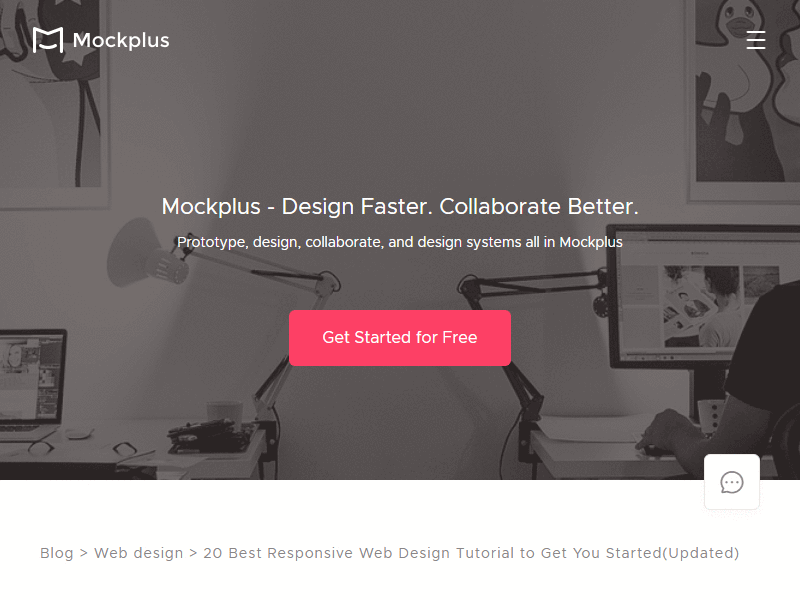 Mockplus
Mockplus - Design Faster. Collaborate Better.
Prototype, design, collaborate, and design systems all in Mockplus
Get Started for Free
Blog > Web design > 20 Best Responsive Web Design Tutorial to Get You Started(Updated)